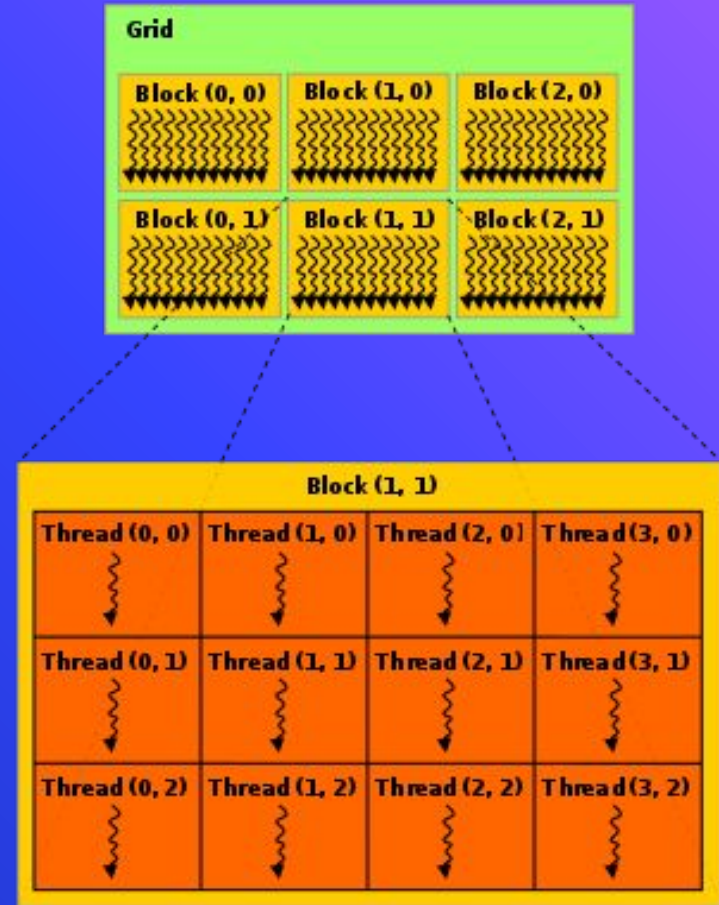 Grid
Block (0, 0) Block (1, 0) Block (2, 0)
Block (0, 1) Block (1, 1) Block (2, 1)
Block (1, 1)
Thread (0, 0) Thread (1, 0) Thread (2, 0) Thread (3, 0)
Thread (0, 1) Thread (1, 1) Thread (2, 1) Thread (3, 1)
Thread (0, 2) Thread (1, 2) Thread (2, 2) Thread (3, 2)